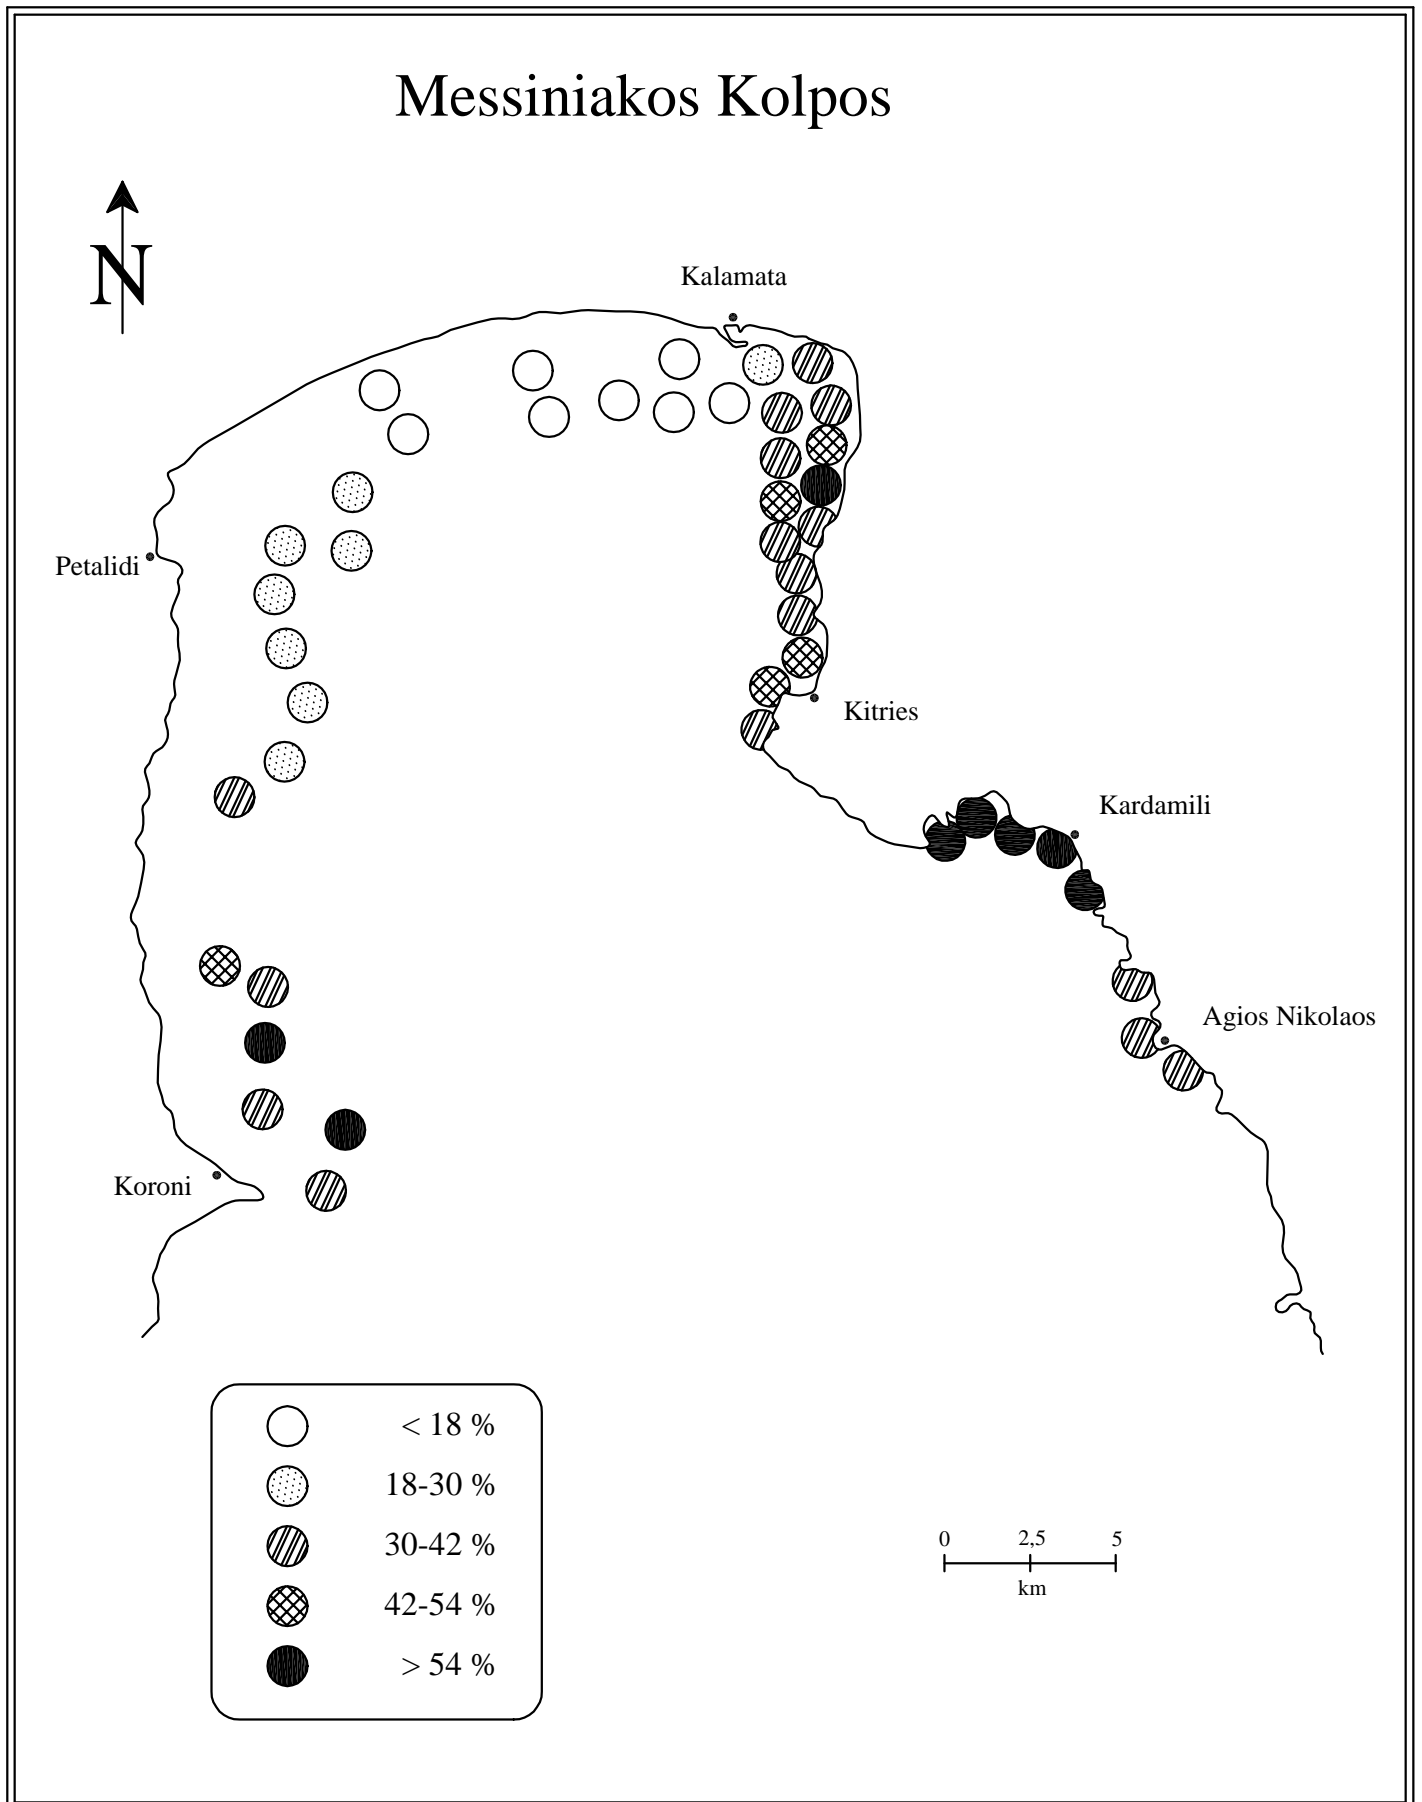 Messiniakos Kolpos
N
Kalamata
Petalidi
Kitries
Kardamili
Agios Nikolaos
Koroni
< 18 %
18-30 %
30-42 %
42-54 %
> 54 %
0 2,5 5
km